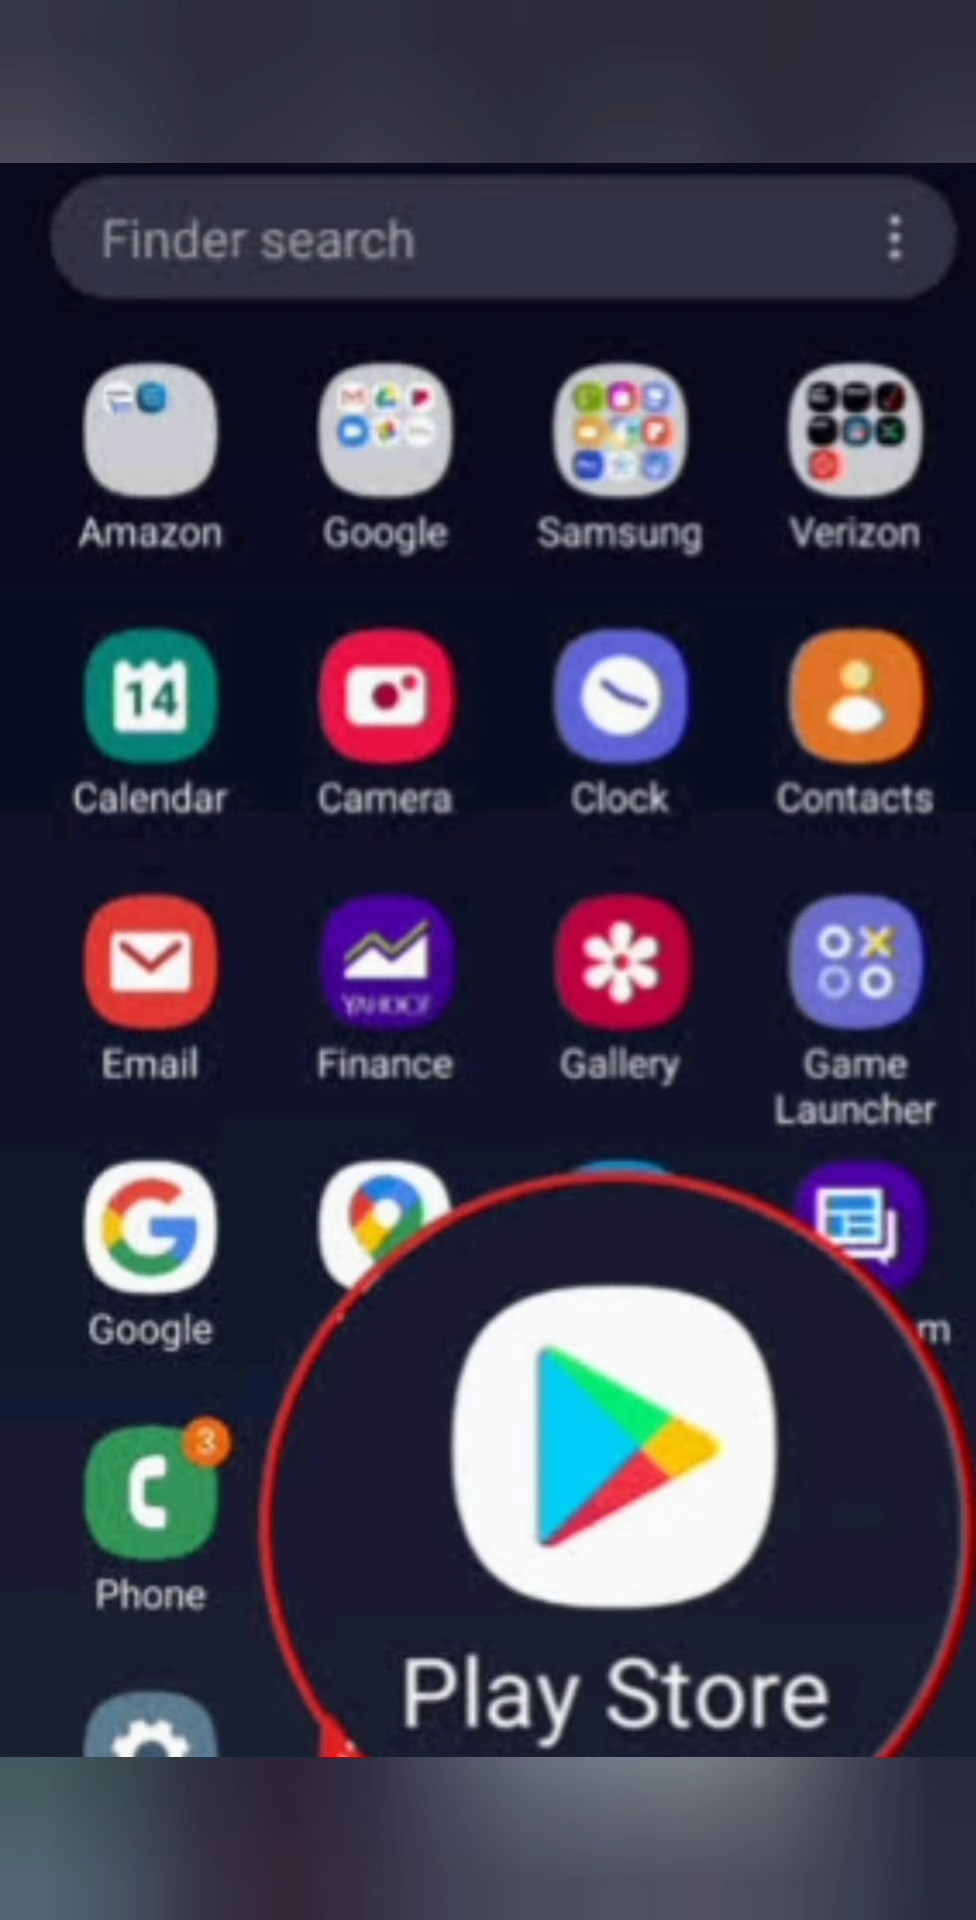 Finder search
Amazon
Google
Samsung
Verizon
14
Calendar
Camera
Clock
Contacts
YAHOO!
Email
Finance
Gallery
Game
Launcher
Google
m
3
Phone
Play Store